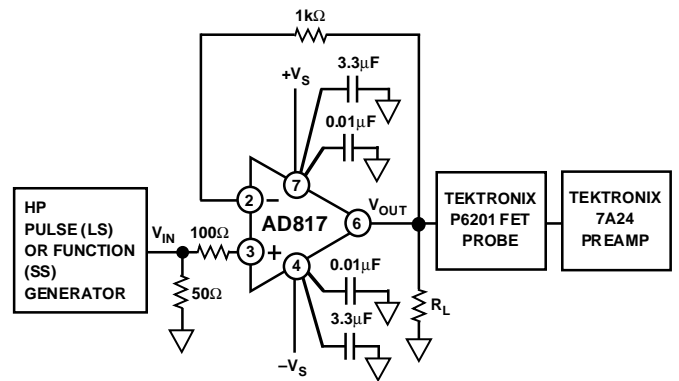 1kΩ
3.3µF
+VS
0.01µF
7
2
−
AD817
6
VOUT
TEKTRONIX
P6201 FET
PROBE
TEKTRONIX
7A24
PREAMP
HP
PULSE (LS)
OR FUNCTION
(SS)
GENERATOR
VIN
100Ω
3
+
4
50Ω
0.01µF
RL
3.3µF
−VS